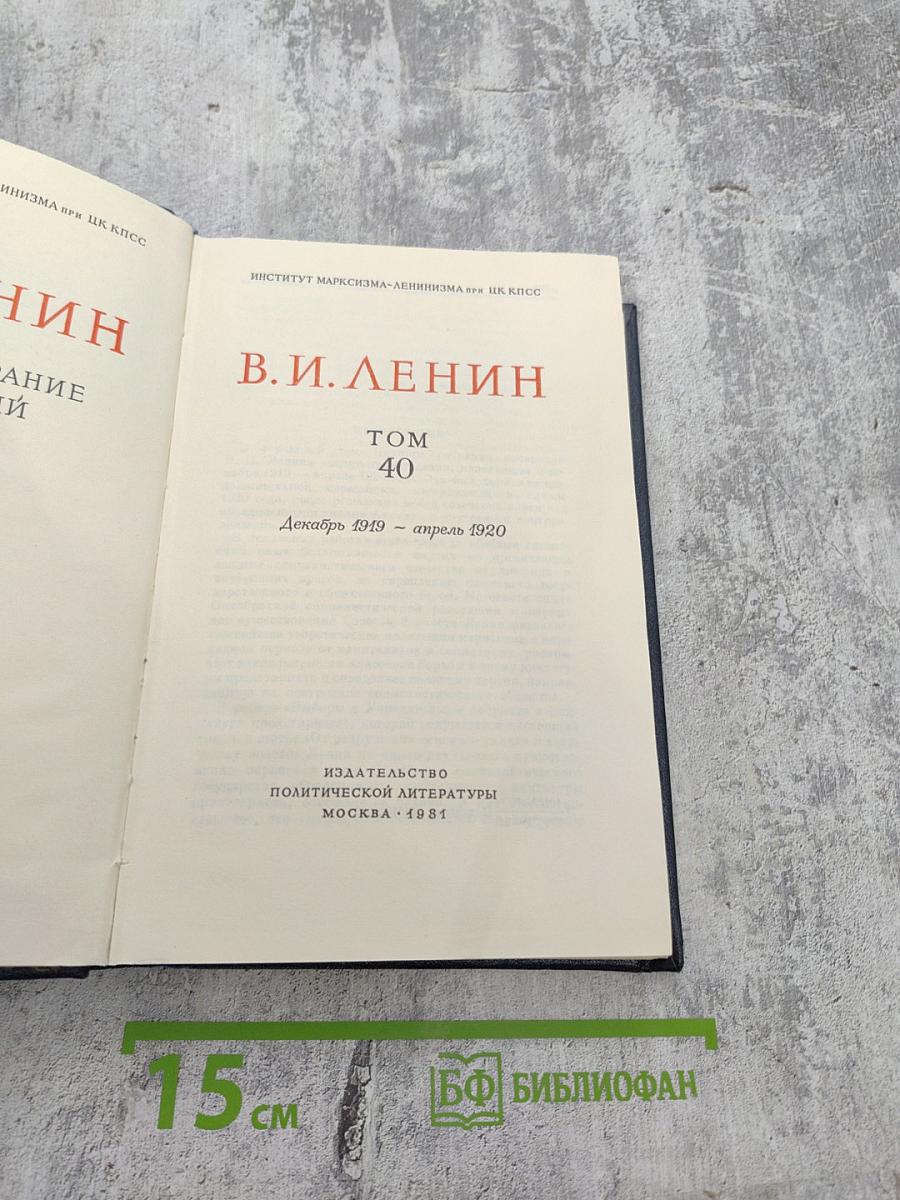 ИНИЗМА при ЦК КПСС
НИН
РАНИЕ
ИЙ
ИНСТИТУТ МАРКСИЗМА-ЛЕНИНИЗМА при ЦК КПСС
В. И. ЛЕНИН
ТОМ
40
Декабрь 1919 ~ апрель 1920
ИЗДАТЕЛЬСТВО
ПОЛИТИЧЕСКОЙ ЛИТЕРАТУРЫ
МОСКВА · 1981
15 см
БФ БИБЛИОФАН